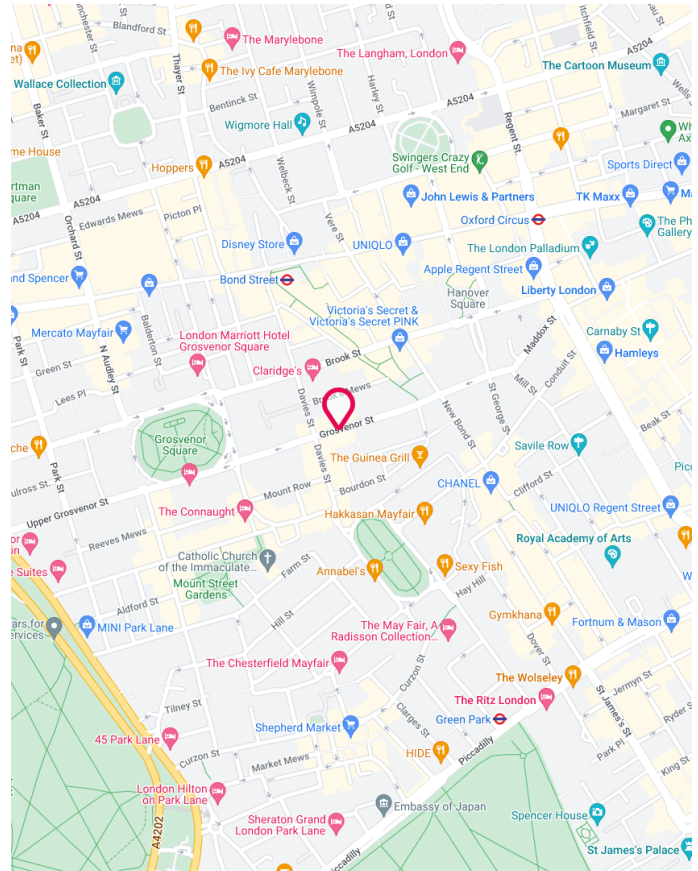 Blandford St
The Marylebone
The Langham, London
A5204
The Cartoon Museum
Wallace Collection
Thayer St
The Ivy Cafe Marylebone
Wimpole St
Harley St
Regent St.
Baker St
Bentinck St
A5204
Margaret St
Wigmore Hall
Hoppers
A5204
Welbeck St
Swingers Crazy
Golf - West End
Sports Direct
A5204
Edwards Mews
Picton Pl
John Lewis & Partners
TK Maxx
Orchard St
Vere St
Oxford Circus
Disney Store
UNIQLO
The London Palladium
Gallery
Bond Street
Apple Regent Street
Hanover
Square
Liberty London
Victoria's Secret &
Victoria's Secret PINK
Mercato Mayfair
Balderton St
London Marriott Hotel
Grosvenor Square
Carnaby St
Park St
Green St
N Audley St
Brook St
Maddox St
Hamleys
Claridge's
Conduit St
Lees Pl
Davies St
Mill St
St George St
Grosvenor St
New Bond St
Beak St
Grosvenor
Square
Savile Row
Park St
The Guinea Grill
Davies St
CHANEL
Clifford St
Mount Row
Bourdon St
Upper Grosvenor St
The Connaught
Hakkasan Mayfair
UNIQLO Regent Street
Reeves Mews
Royal Academy of Arts
Catholic Church
of the Immaculate...
Farm St
Annabel's
Sexy Fish
Mount Street
Gardens
Hay Hill
Aldford St
Hill St
Gymkhana
Fortnum & Mason
MINI Park Lane
The May Fair, A
Radisson Collection...
Dover St
The Chesterfield Mayfair
Curzon St
The Wolseley
Jermyn St
The Ritz London
St James's St
Tilney St
Clarges St
Green Park
Ryder S
Shepherd Market
45 Park Lane
HIDE
Piccadilly
Park Pl
Curzon St
Market Mews
King St
London Hilton
on Park Lane
Embassy of Japan
Spencer House
A4202
Sheraton Grand
London Park Lane
St James's Palace
Piccadilly